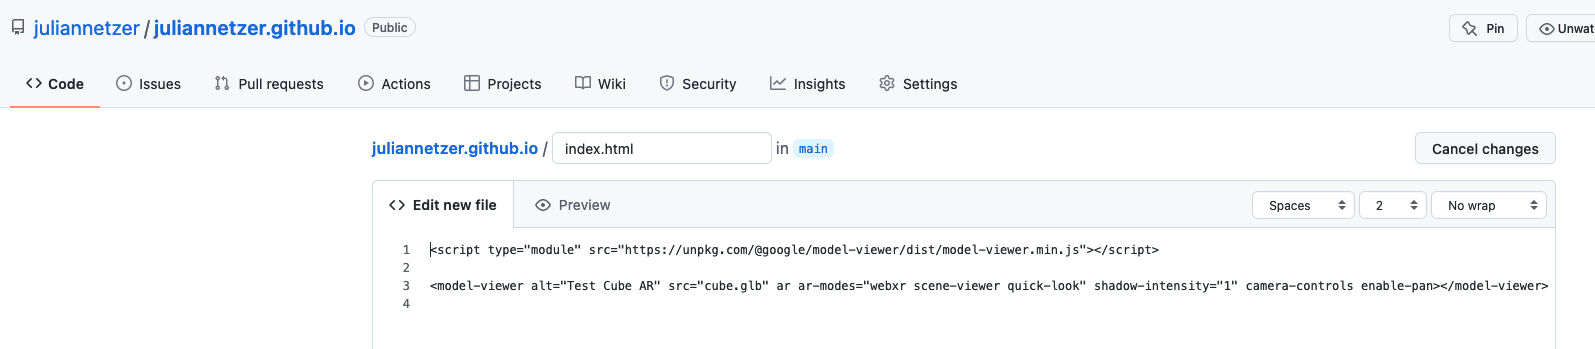 juliannetzer / juliannetzer.github.io Public Pin Unwat
Code Issues Pull requests Actions Projects Wiki Security Insights Settings
juliannetzer.github.io / index.html in main Cancel changes
Edit new file Preview Spaces 2 No wrap
1 <script type="module" src="https://unpkg.com/@google/model-viewer/dist/model-viewer.min.js"></script>
2
3 <model-viewer alt="Test Cube AR" src="cube.glb" ar ar-modes="webxr scene-viewer quick-look" shadow-intensity="1" camera-controls enable-pan></model-viewer>
4